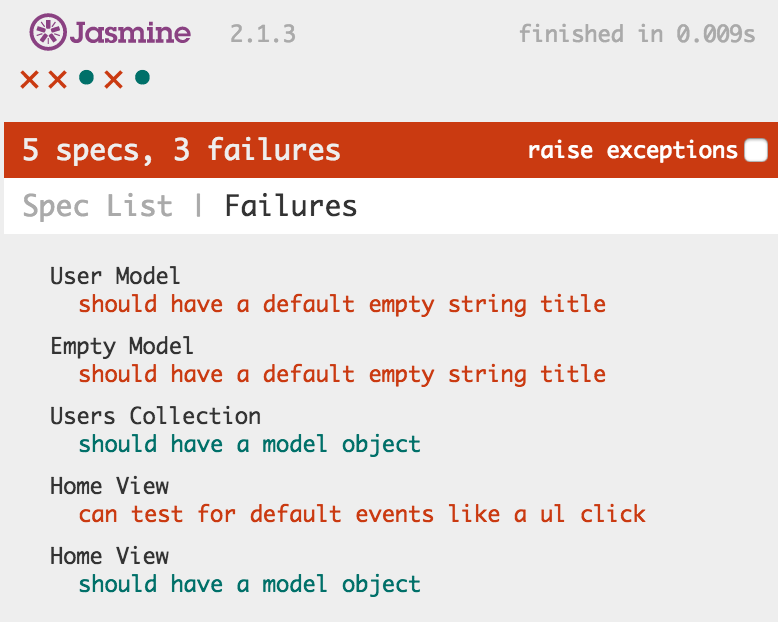 Jasmine 2.1.3 finished in 0.009s
5 specs, 3 failures raise exceptions
Spec List | Failures
User Model
should have a default empty string title
Empty Model
should have a default empty string title
Users Collection
should have a model object
Home View
can test for default events like a ul click
Home View
should have a model object